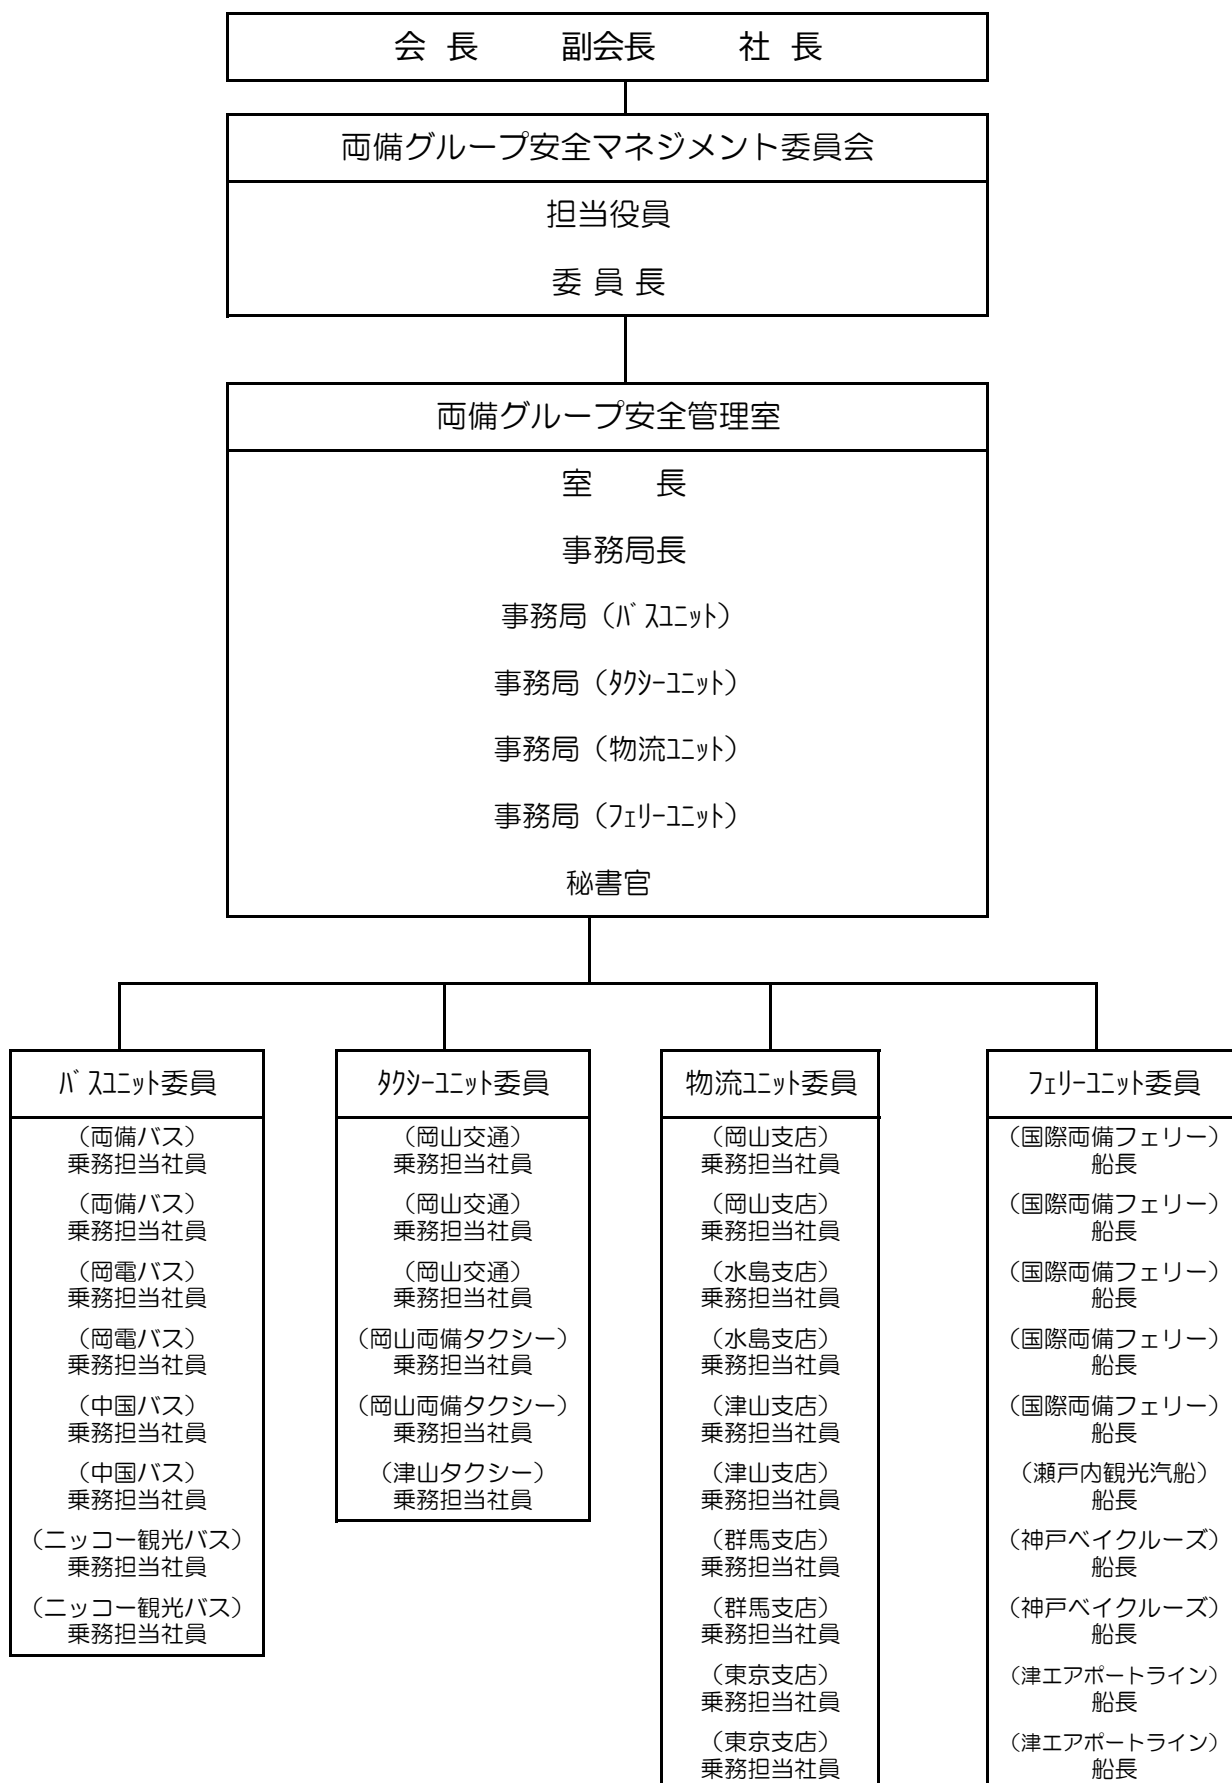 会 長 副会長 社 長
両備グループ安全マネジメント委員会
担当役員
委 員 長
両備グループ安全管理室
室 長
事務局長
事務局（ﾊﾞｽﾕﾆｯﾄ）
事務局（ﾀｸｼｰﾕﾆｯﾄ）
事務局（物流ﾕﾆｯﾄ）
事務局（ﾌｪﾘｰﾕﾆｯﾄ）
秘書官
ﾊﾞｽﾕﾆｯﾄ委員
（両備バス）
乗務担当社員
（両備バス）
乗務担当社員
（岡電バス）
乗務担当社員
（岡電バス）
乗務担当社員
（中国バス）
乗務担当社員
（中国バス）
乗務担当社員
（ニッコー観光バス）
乗務担当社員
（ニッコー観光バス）
乗務担当社員
ﾀｸｼｰﾕﾆｯﾄ委員
（岡山交通）
乗務担当社員
（岡山交通）
乗務担当社員
（岡山交通）
乗務担当社員
（岡山両備タクシー）
乗務担当社員
（岡山両備タクシー）
乗務担当社員
（津山タクシー）
乗務担当社員
物流ﾕﾆｯﾄ委員
（岡山支店）
乗務担当社員
（岡山支店）
乗務担当社員
（水島支店）
乗務担当社員
（水島支店）
乗務担当社員
（津山支店）
乗務担当社員
（津山支店）
乗務担当社員
（群馬支店）
乗務担当社員
（群馬支店）
乗務担当社員
（東京支店）
乗務担当社員
（東京支店）
乗務担当社員
ﾌｪﾘｰﾕﾆｯﾄ委員
（国際両備フェリー）
船長
（国際両備フェリー）
船長
（国際両備フェリー）
船長
（国際両備フェリー）
船長
（国際両備フェリー）
船長
（瀬戸内観光汽船）
船長
（神戸ベイクルーズ）
船長
（神戸ベイクルーズ）
船長
（津エアポートライン）
船長
（津エアポートライン）
船長